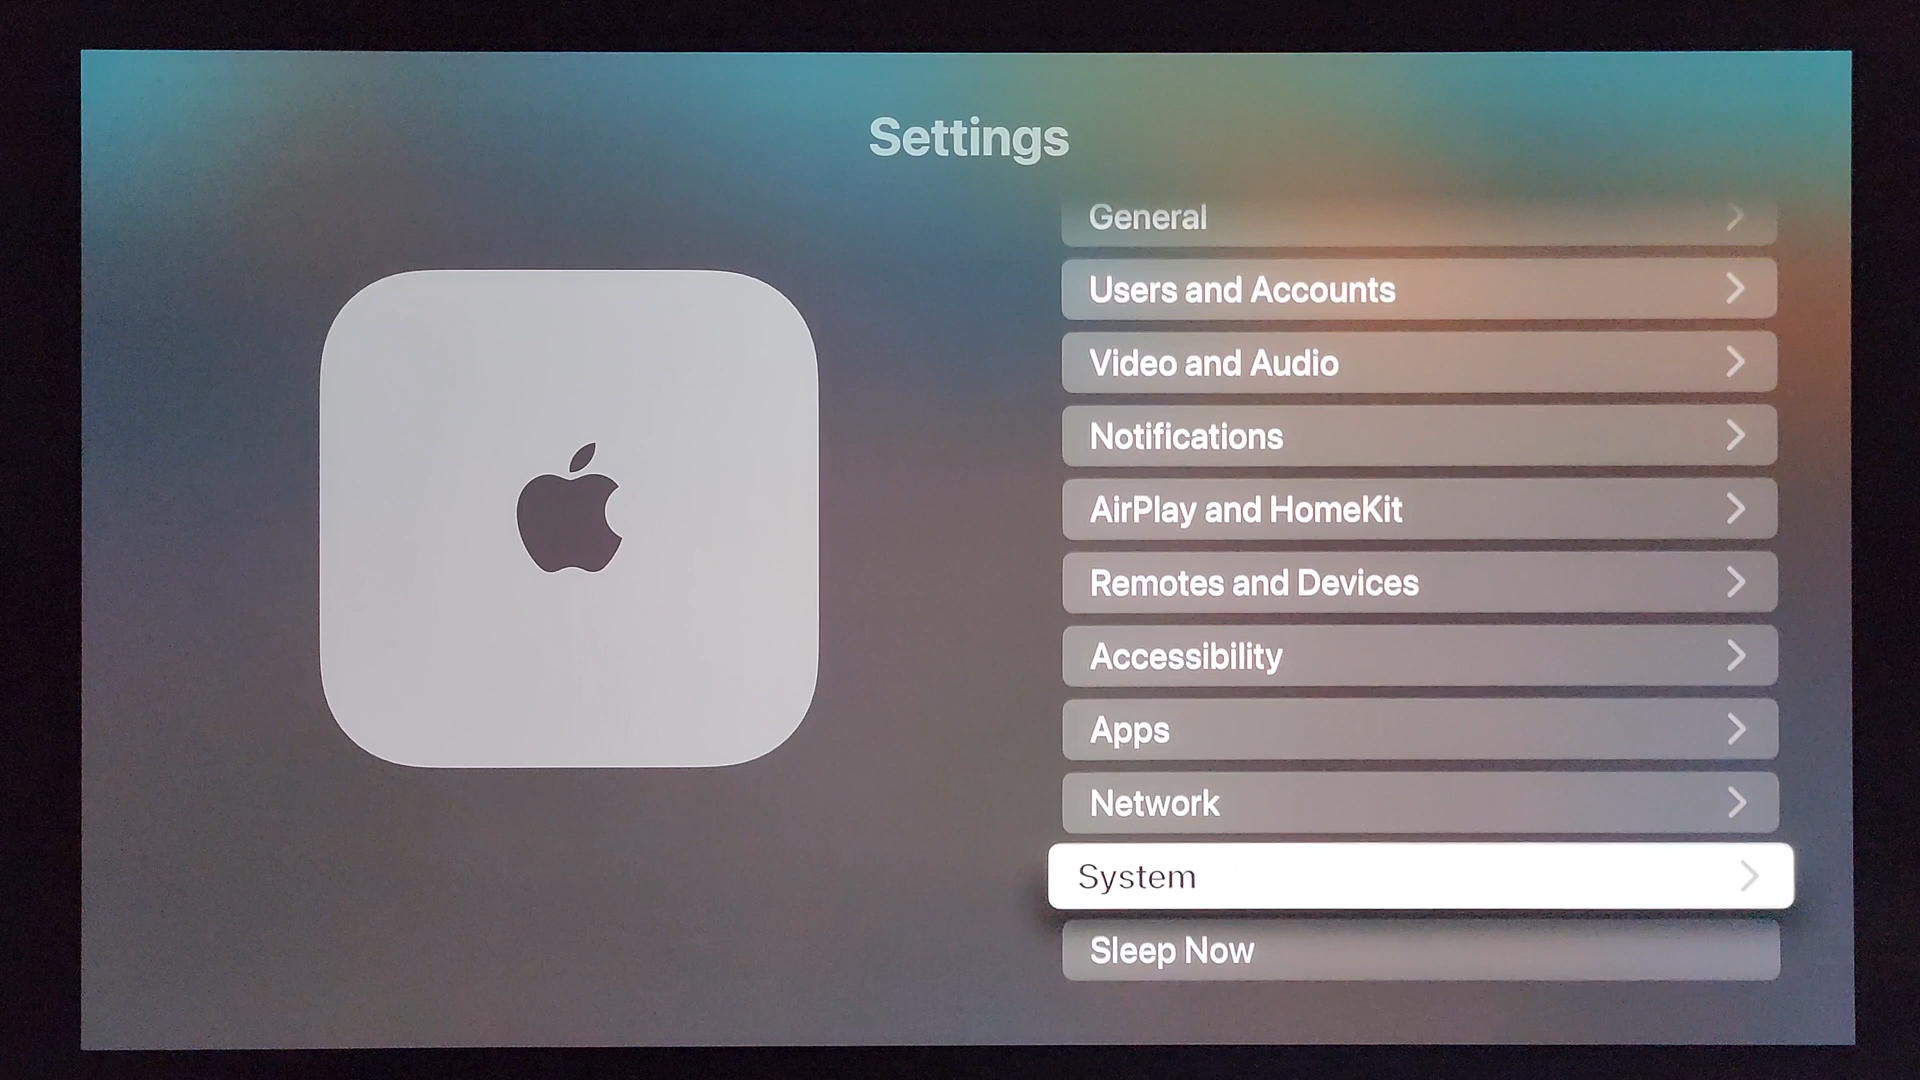 Settings
General
Users and Accounts
Video and Audio
Notifications
AirPlay and HomeKit
Remotes and Devices
Accessibility
Apps
Network
System
Sleep Now